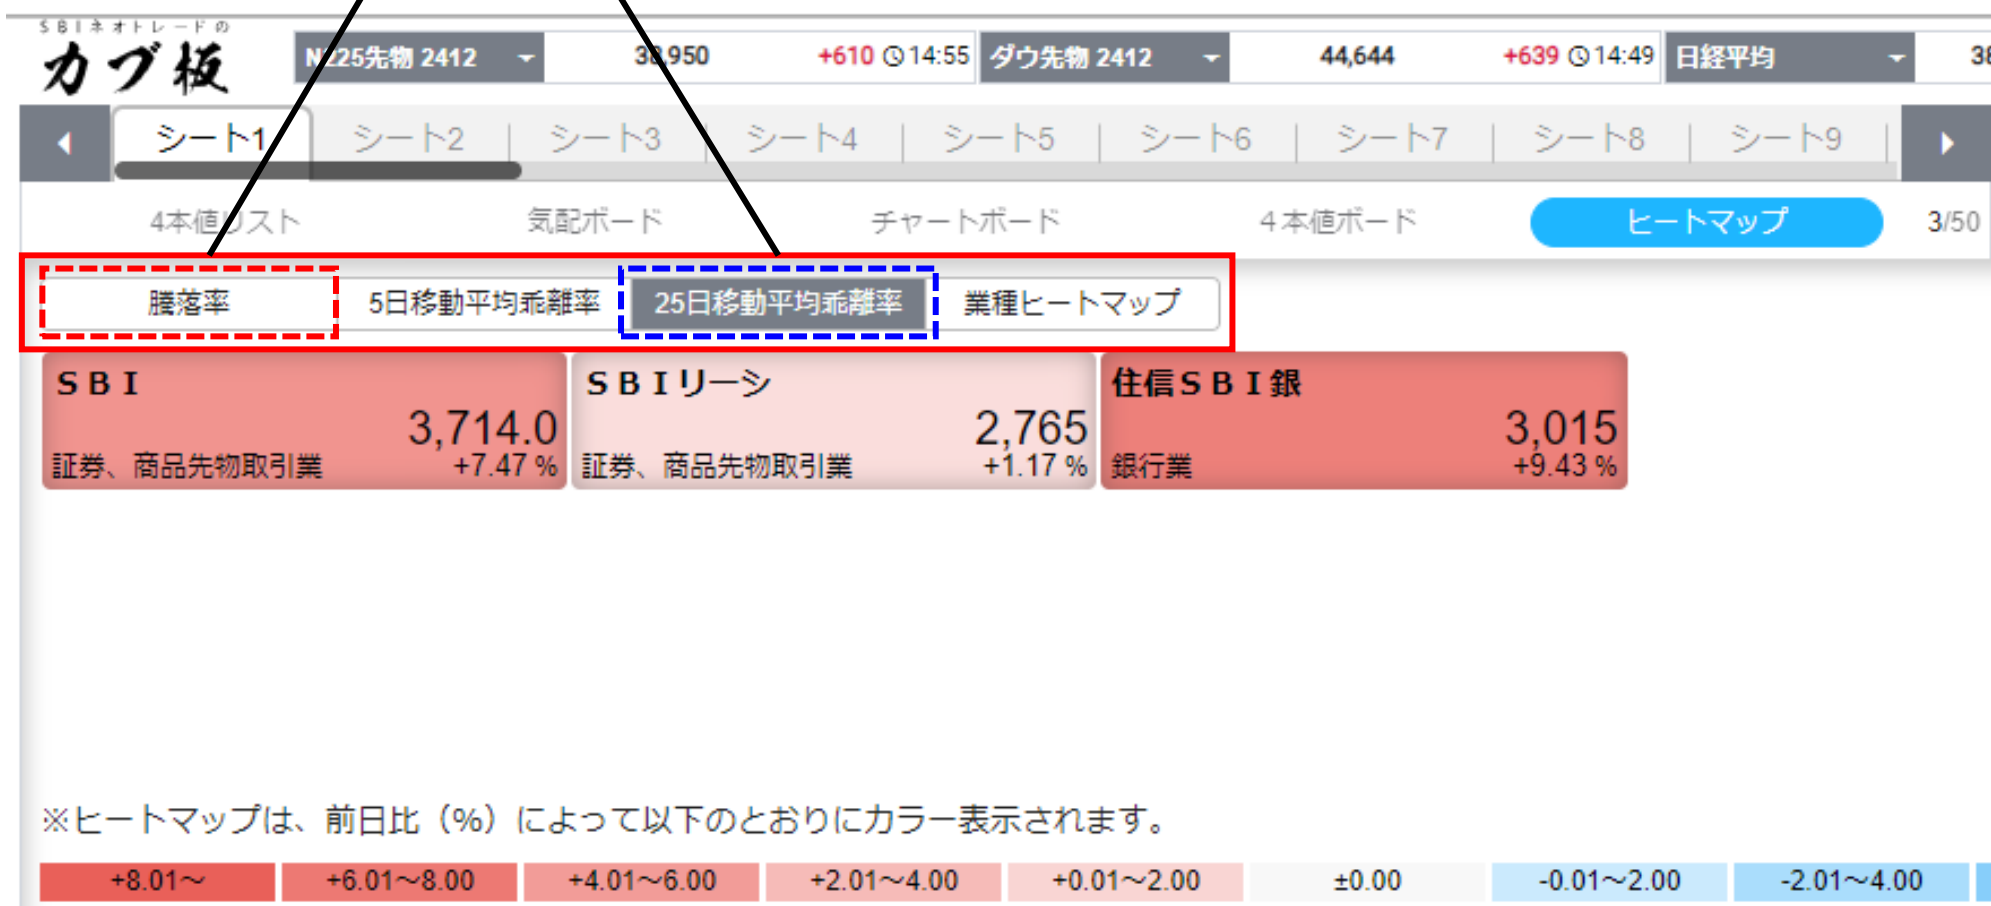 SBIネオトレードの
カブ板
N225先物 2412 38,950 +610 14:55 ダウ先物 2412 44,644 +639 14:49 日経平均
シート1 シート2 シート3 シート4 シート5 シート6 シート7 シート8 シート9
4本値リスト 気配ボード チャートボード 4本値ボード ヒートマップ 3/50
騰落率 5日移動平均乖離率 25日移動平均乖離率 業種ヒートマップ
ＳＢＩ
3,714.0
証券、商品先物取引業 +7.47 %
ＳＢＩリーシ
2,765
証券、商品先物取引業 +1.17 %
住信ＳＢＩ銀
3,015
銀行業 +9.43 %
※ヒートマップは、前日比（%）によって以下のとおりにカラー表示されます。
+8.01～ +6.01～8.00 +4.01～6.00 +2.01～4.00 +0.01～2.00 ±0.00 -0.01～2.00 -2.01～4.00